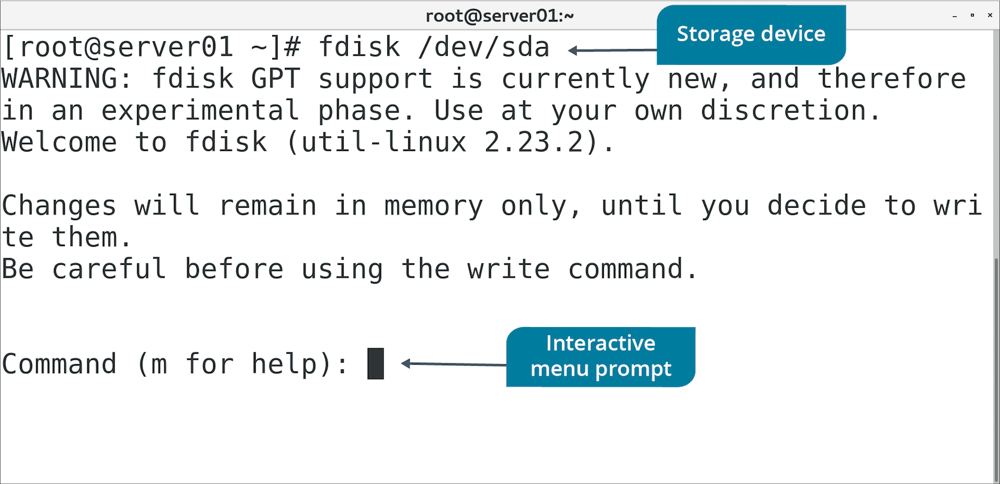 root@server01:~
Storage device
[root@server01 ~]# fdisk /dev/sda
WARNING: fdisk GPT support is currently new, and therefore
in an experimental phase. Use at your own discretion.
Welcome to fdisk (util-linux 2.23.2).
Changes will remain in memory only, until you decide to wri
te them.
Be careful before using the write command.
Interactive
menu prompt
Command (m for help):